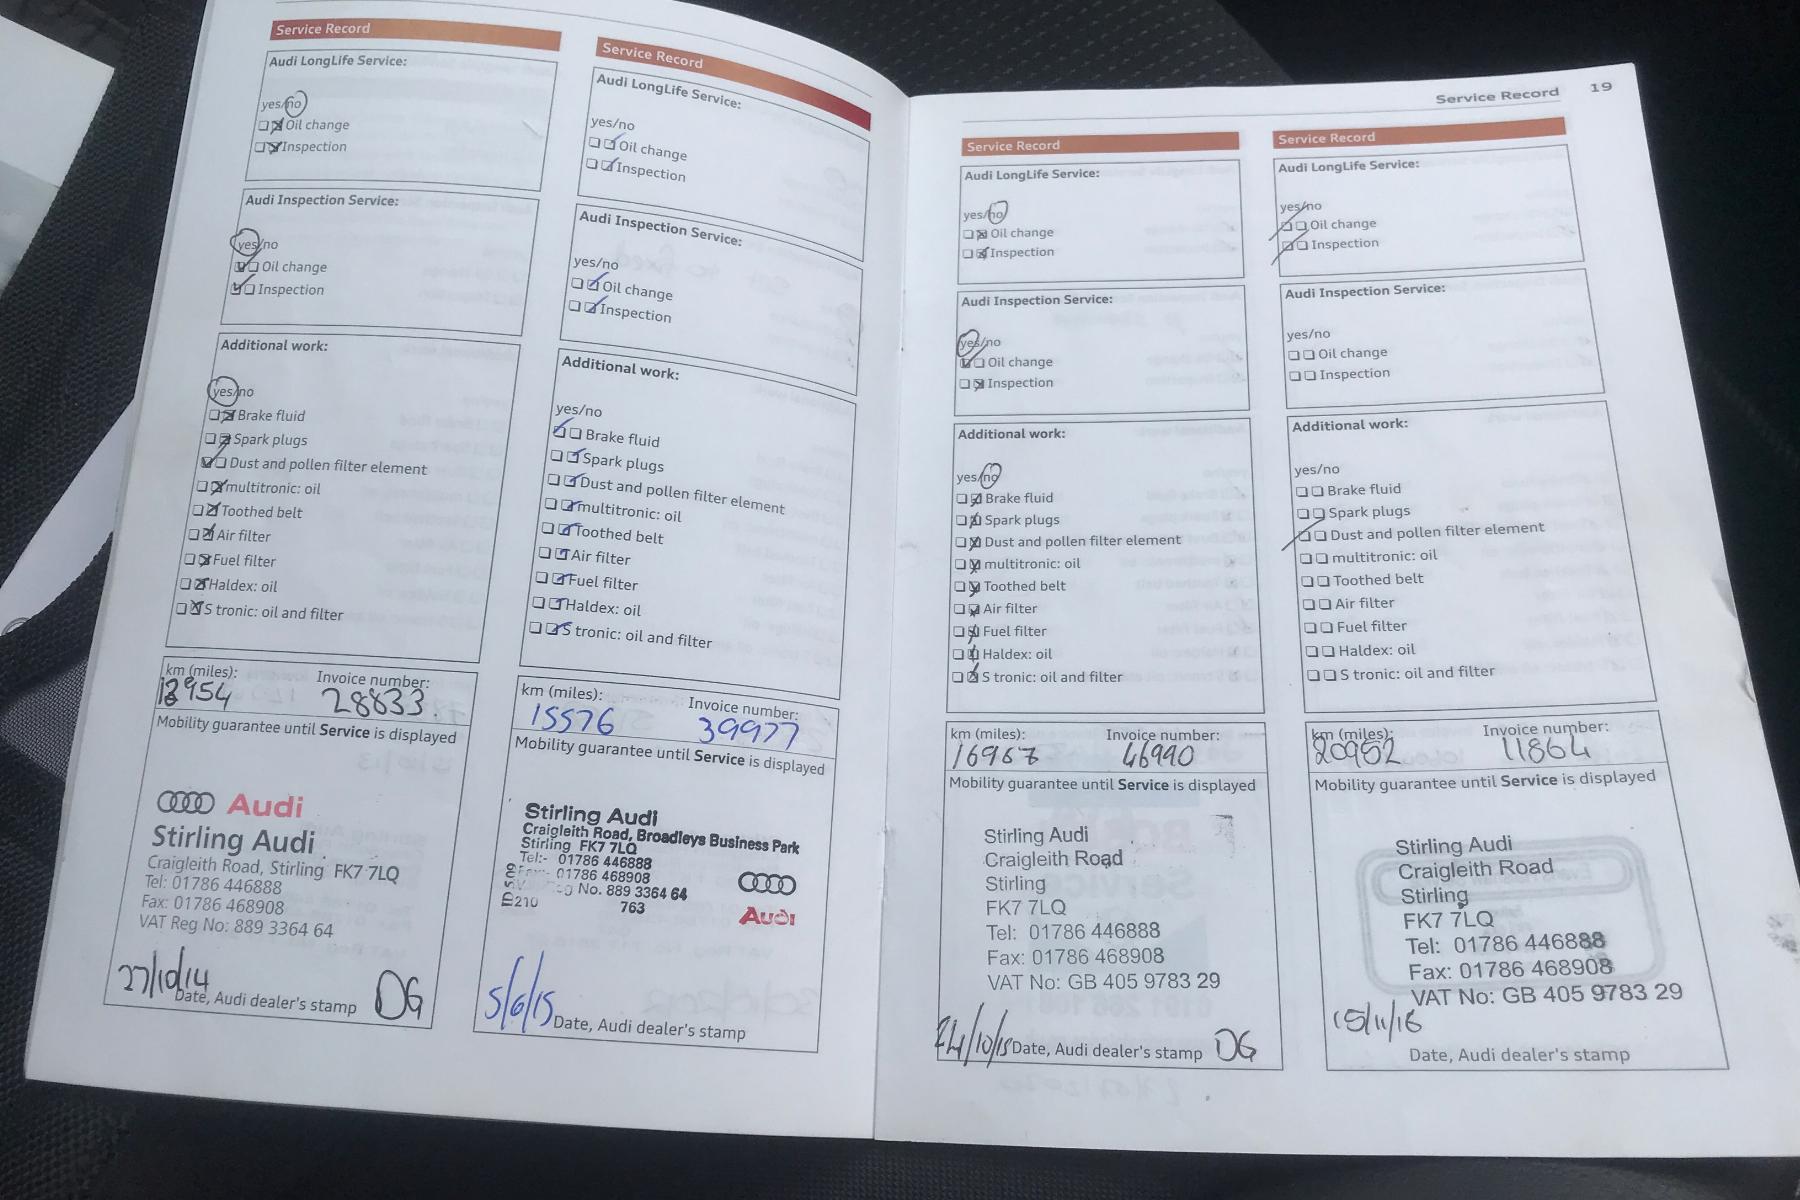 Service Record
Audi LongLife Service:
yes/no
Oil change
Inspection
Audi Inspection Service:
yes/no
Oil change
Inspection
Additional work:
yes/no
Brake fluid
Spark plugs
Dust and pollen filter element
multitronic: oil
Toothed belt
Air filter
Fuel filter
Haldex: oil
S tronic: oil and filter
km (miles): Invoice number:
28833
Mobility guarantee until Service is displayed
Audi
Stirling Audi
Craigleith Road, Stirling FK7 7LQ
Tel: 01786 446888
Fax: 01786 468908
VAT Reg No: 889 3364 64
27/10/14
Date, Audi dealer's stamp DG
Service Record
Audi LongLife Service:
yes/no
Oil change
Inspection
Audi Inspection Service:
yes/no
Oil change
Inspection
Additional work:
yes/no
Brake fluid
Spark plugs
Dust and pollen filter element
multitronic: oil
Toothed belt
Air filter
Fuel filter
Haldex: oil
S tronic: oil and filter
km (miles): Invoice number:
15576 39977
Mobility guarantee until Service is displayed
Stirling Audi
Craigleith Road, Broadleys Business Park
Stirling FK7 7LQ
Tel:- 01786 446888
01786 468908
No. 889 3364 64
763
Audi
5/6/15
Date, Audi dealer's stamp
Service Record 19
Service Record
Audi LongLife Service:
yes/no
Oil change
Inspection
Audi Inspection Service:
yes/no
Oil change
Inspection
Additional work:
yes/no
Brake fluid
Spark plugs
Dust and pollen filter element
multitronic: oil
Toothed belt
Air filter
Fuel filter
Haldex: oil
S tronic: oil and filter
km (miles): Invoice number:
46990
Mobility guarantee until Service is displayed
Stirling Audi
Craigleith Road
Stirling
FK7 7LQ
Tel: 01786 446888
Fax: 01786 468908
VAT No: GB 405 9783 29
24/10/15
Date, Audi dealer's stamp DG
Service Record
Audi LongLife Service:
yes/no
Oil change
Inspection
Audi Inspection Service:
yes/no
Oil change
Inspection
Additional work:
yes/no
Brake fluid
Spark plugs
Dust and pollen filter element
multitronic: oil
Toothed belt
Air filter
Fuel filter
Haldex: oil
S tronic: oil and filter
km (miles): Invoice number:
20952 11864
Mobility guarantee until Service is displayed
Stirling Audi
Craigleith Road
Stirling
FK7 7LQ
Tel: 01786 446888
Fax: 01786 468908
VAT No: GB 405 9783 29
15/11/16
Date, Audi dealer's stamp